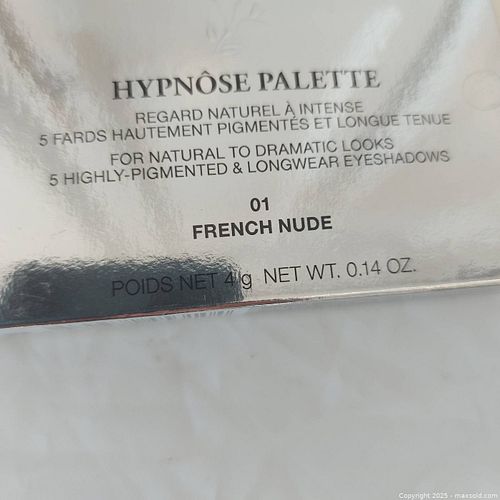 HYPNÔSE PALETTE
REGARD NATUREL À INTENSE
5 FARDS HAUTEMENT PIGMENTÉS ET LONGUE TENUE
FOR NATURAL TO DRAMATIC LOOKS
5 HIGHLY-PIGMENTED & LONGWEAR EYESHADOWS
01
FRENCH NUDE
POIDS NET 4 g NET WT. 0.14 OZ.
Copyright 2025 - maxsold.com